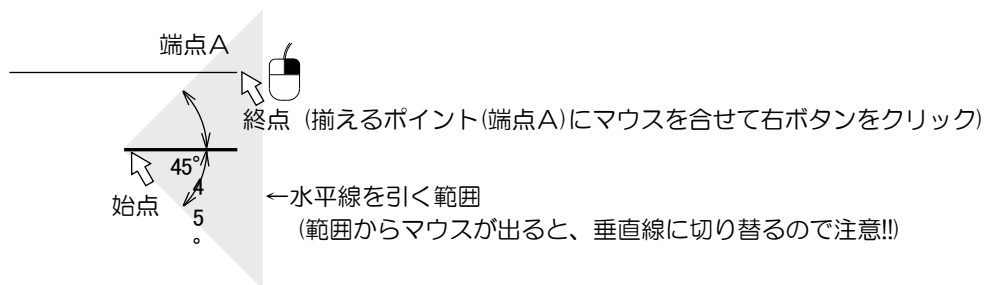 端点A
終点 (揃えるポイント(端点A)にマウスを合せて右ボタンをクリック)
45°
45°
始点
←水平線を引く範囲
(範囲からマウスが出ると、垂直線に切り替るので注意!!)